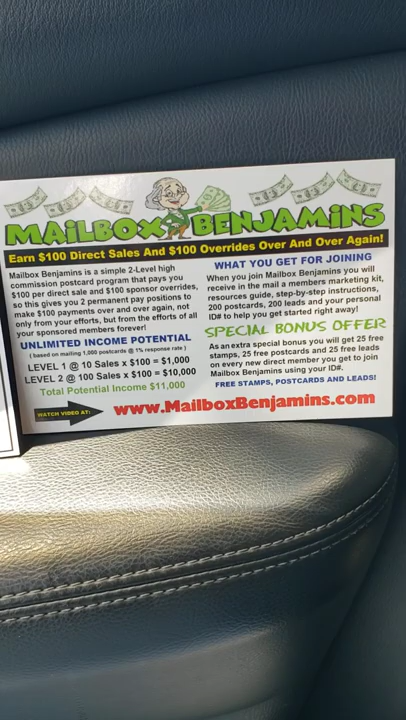 MAILBOX BENJAMINS
Earn $100 Direct Sales And $100 Overrides Over And Over Again!
Mailbox Benjamins is a simple 2-Level high
commission postcard program that pays you
$100 per direct sale and $100 sponsor overrides,
so this gives you 2 permanent pay positions to
make $100 payments over and over again, not
only from your efforts, but from the efforts of all
your sponsored members forever!
UNLIMITED INCOME POTENTIAL
( based on mailing 1,000 postcards @ 1% response rate )
LEVEL 1 @ 10 Sales x $100 = $1,000
LEVEL 2 @ 100 Sales x $100 = $10,000
Total Potential Income $11,000
WHAT YOU GET FOR JOINING
When you join Mailbox Benjamins you will
receive in the mail a members marketing kit,
resources guide, step-by-step instructions,
200 postcards, 200 leads and your personal
ID# to help you get started right away!
SPECIAL BONUS OFFER
As an extra special bonus you will get 25 free
stamps, 25 free postcards and 25 free leads
on every new direct member you get to join
Mailbox Benjamins using your ID#.
FREE STAMPS, POSTCARDS AND LEADS!
WATCH VIDEO AT:
www.MailboxBenjamins.com